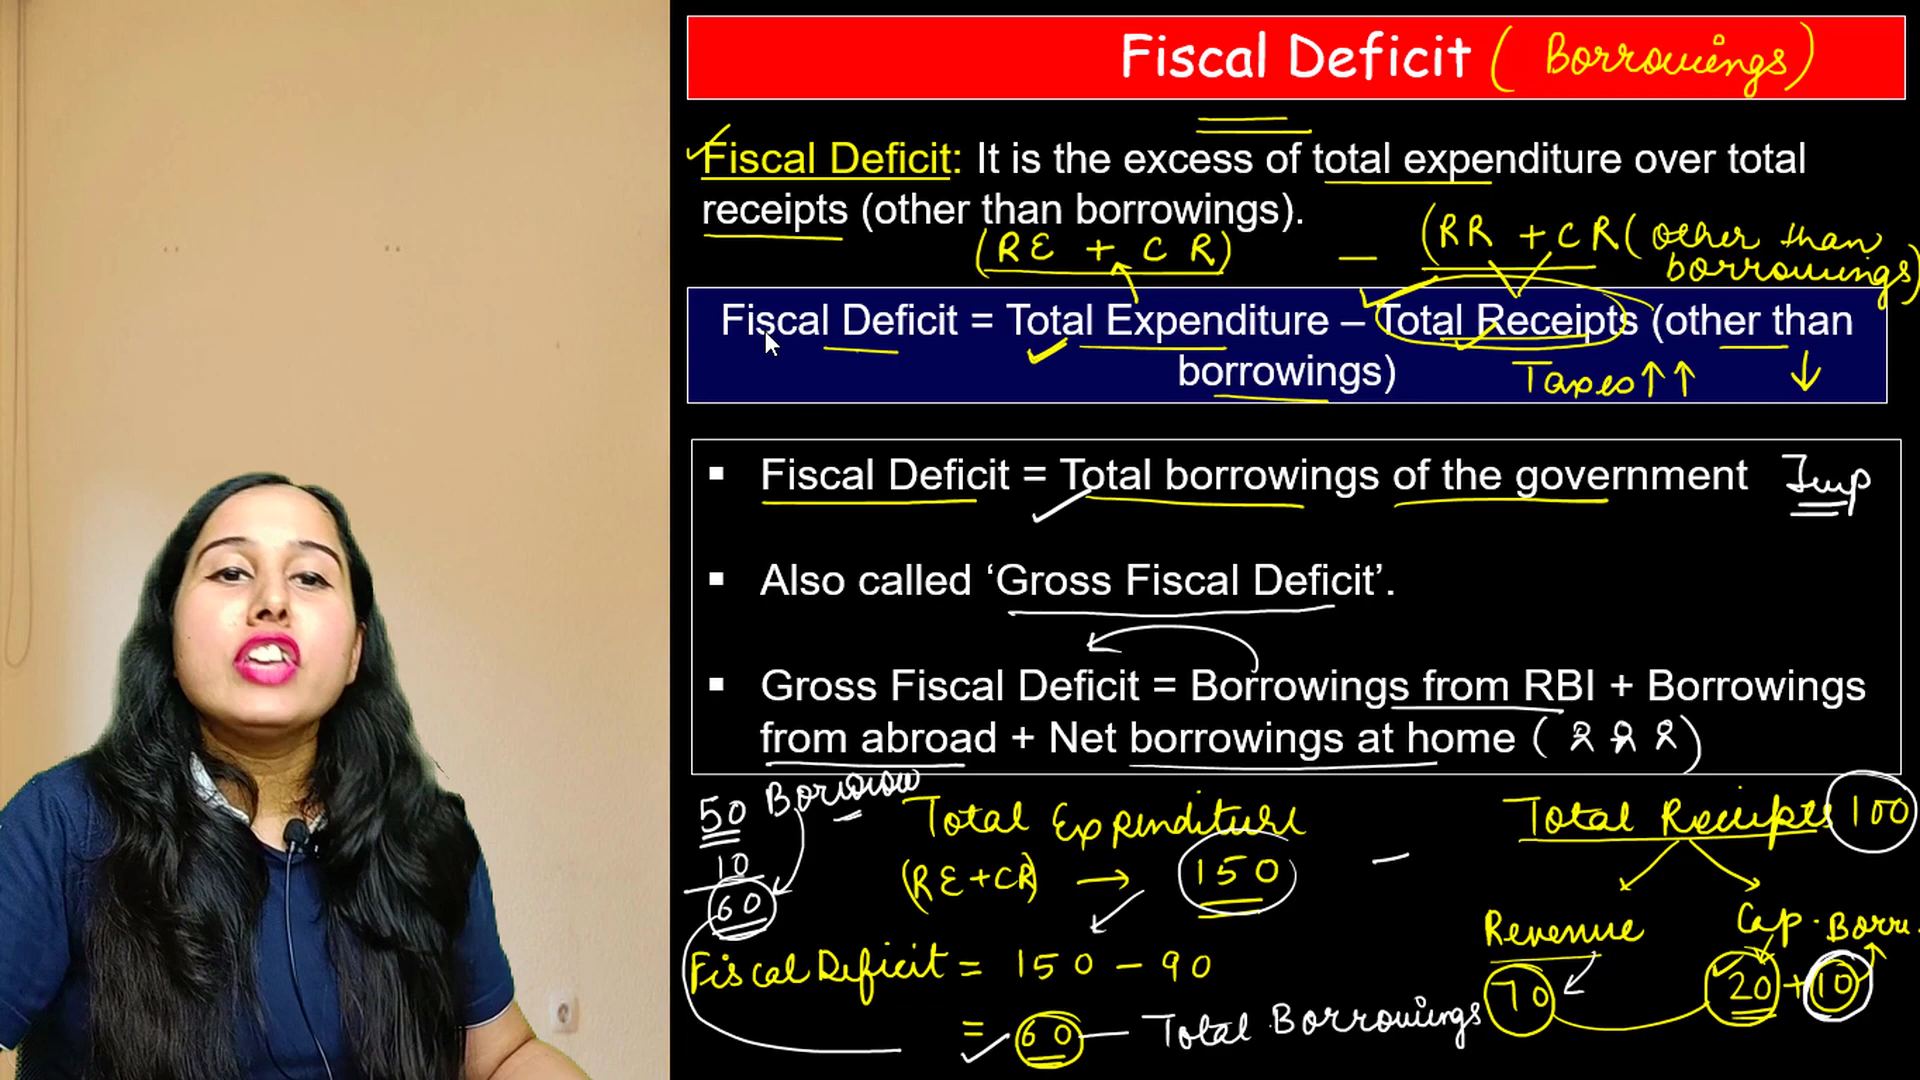 Fiscal Deficit ( Borrowings )
Fiscal Deficit: It is the excess of total expenditure over total
receipts (other than borrowings).
(RE + CR) — (RR + CR (other than
borrowings)
Fiscal Deficit = Total Expenditure – Total Receipts (other than
borrowings) Taxes ↑↑ ↓
▪ Fiscal Deficit = Total borrowings of the government Imp
▪ Also called ‘Gross Fiscal Deficit’.
▪ Gross Fiscal Deficit = Borrowings from RBI + Borrowings
from abroad + Net borrowings at home
50 Borrow
10
60
Total Expenditure — Total Receipts 100
(RE+CR) → 150
Revenue Cap. Borr.
70 20 + 10
Fiscal Deficit = 150 – 90
= 60 — Total Borrowings